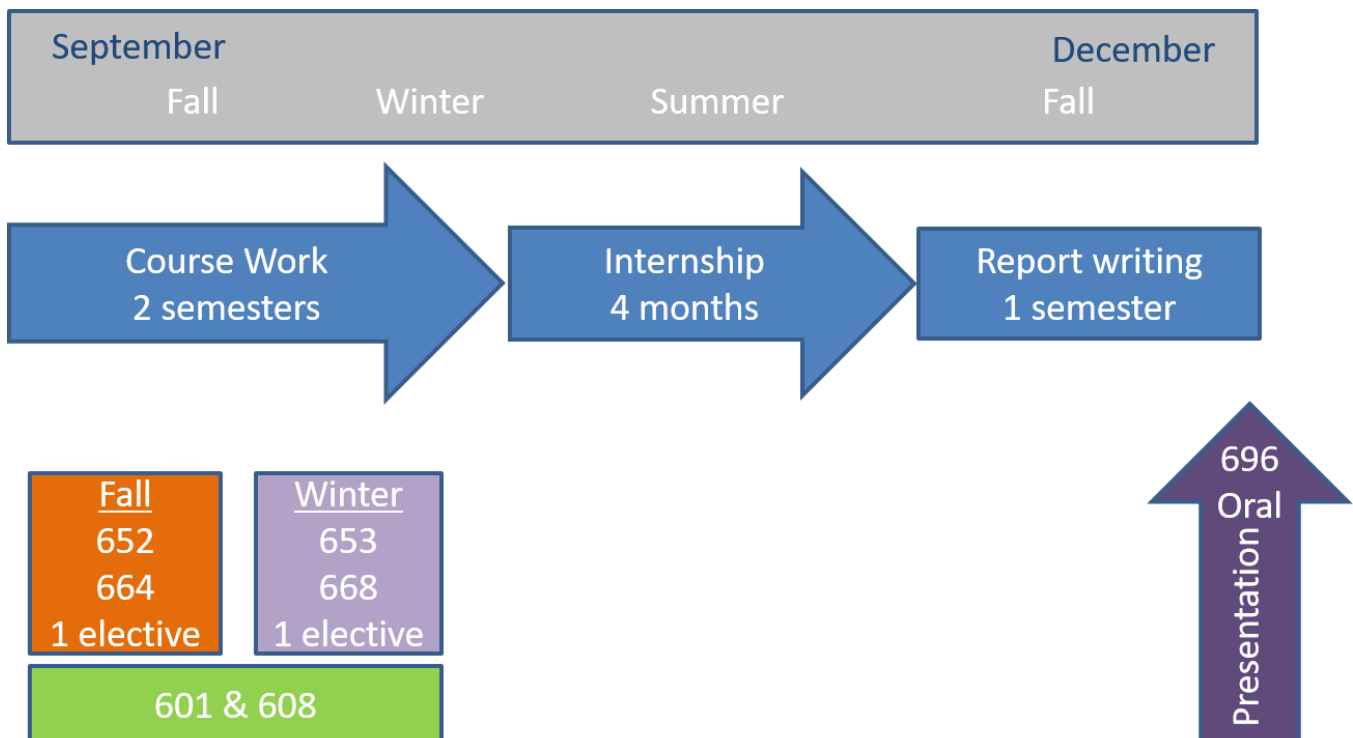 September December
Fall Winter Summer Fall
Course Work
2 semesters
Internship
4 months
Report writing
1 semester
Fall
652
664
1 elective
Winter
653
668
1 elective
601 & 608
696
Oral
Presentation